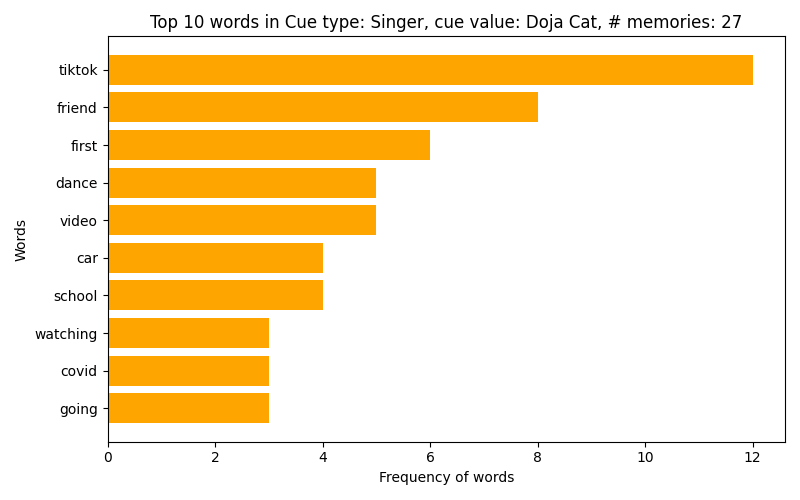 Top 10 words in Cue type: Singer, cue value: Doja Cat, # memories: 27
tiktok
friend
first
dance
video
car
school
watching
covid
going
Words
0 2 4 6 8 10 12
Frequency of words